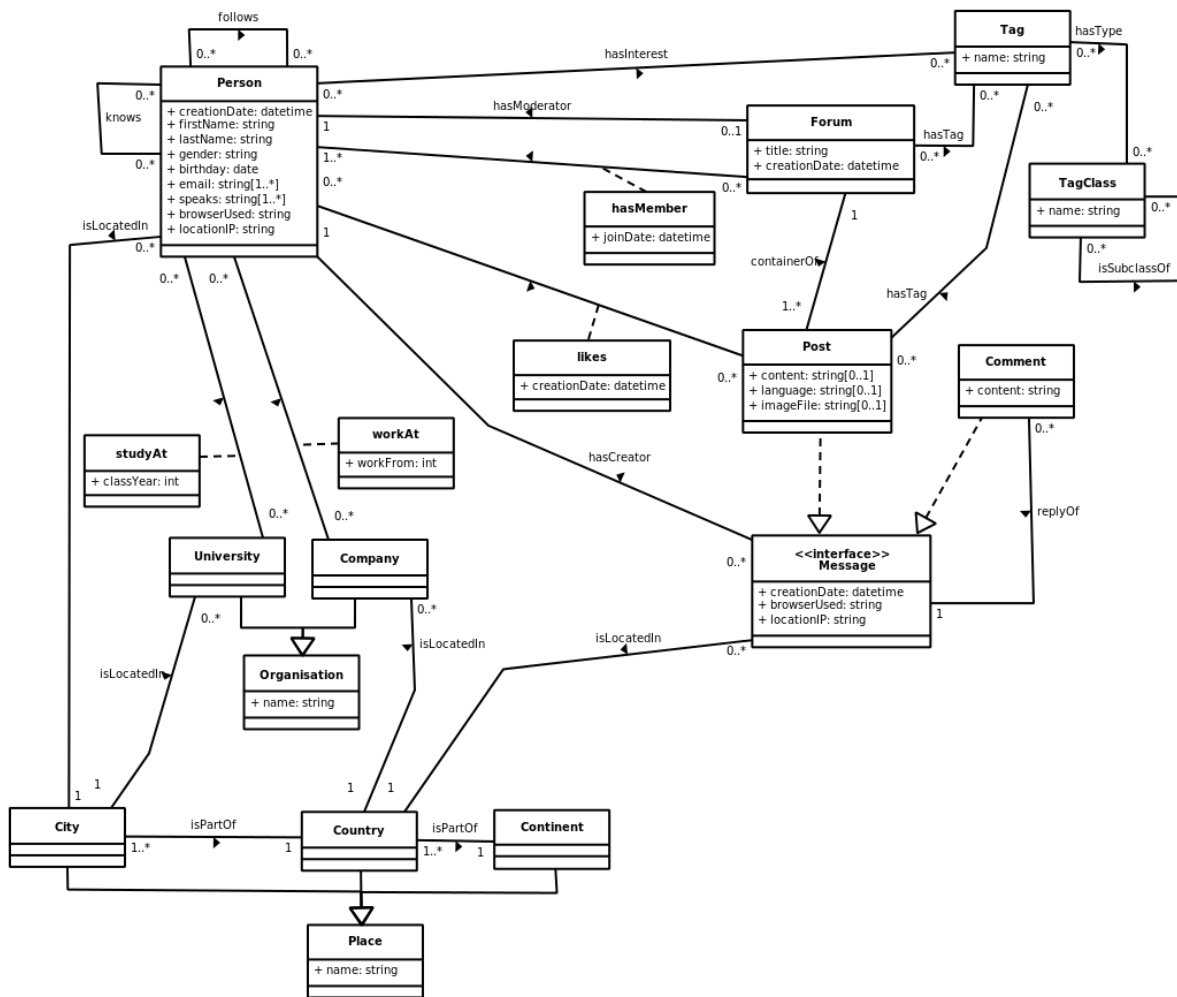 follows
0..*
0..*
Person
+ creationDate: datetime
+ firstName: string
+ lastName: string
+ gender: string
+ birthday: date
+ email: string[1..*]
+ speaks: string[1..*]
+ browserUsed: string
+ locationIP: string
0..*
knows
0..*
hasInterest
0..*
0..*
Tag
+ name: string
hasType
0..*
0..*
hasModerator
1
0..1
Forum
+ title: string
+ creationDate: datetime
hasTag
0..*
0..*
1..*
0..*
hasMember
+ joinDate: datetime
TagClass
+ name: string
0..*
0..*
isSubclassOf
isLocatedIn
0..*
0..*
1
1
containerOf
1..*
hasTag
0..*
0..*
0..*
0..*
likes
+ creationDate: datetime
0..*
Post
+ content: string[0..1]
+ language: string[0..1]
+ imageFile: string[0..1]
Comment
+ content: string
0..*
studyAt
+ classYear: int
workAt
+ workFrom: int
hasCreator
replyOf
0..*
0..*
University
Company
0..*
<<interface>>
Message
+ creationDate: datetime
+ browserUsed: string
+ locationIP: string
1
0..*
0..*
isLocatedIn
isLocatedIn
isLocatedIn
0..*
Organisation
+ name: string
1
1
1
1
City
isPartOf
1..*
1
Country
isPartOf
1..*
1
Continent
Place
+ name: string